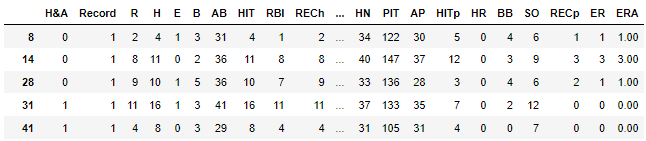 H&A Record R H E B AB HIT RBI RECh ... HN PIT AP HITp HR BB SO RECp ER ERA
8 0 1 2 4 1 3 31 4 1 2 ... 34 122 30 5 0 4 6 1 1 1.00
14 0 1 8 11 0 2 36 11 8 8 ... 40 147 37 12 0 3 9 3 3 3.00
28 0 1 9 10 1 5 36 10 7 9 ... 33 136 28 3 0 4 6 2 1 1.00
31 1 1 11 16 1 3 41 16 11 11 ... 37 133 35 7 0 2 12 0 0 0.00
41 1 1 4 8 0 3 29 8 4 4 ... 31 105 31 4 0 0 7 0 0 0.00